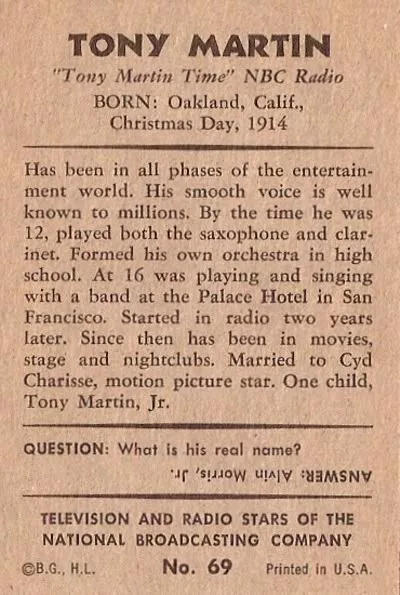 TONY MARTIN
"Tony Martin Time" NBC Radio
BORN: Oakland, Calif.,
Christmas Day, 1914
Has been in all phases of the entertain-
ment world. His smooth voice is well
known to millions. By the time he was
12, played both the saxophone and clar-
inet. Formed his own orchestra in high
school. At 16 was playing and singing
with a band at the Palace Hotel in San
Francisco. Started in radio two years
later. Since then has been in movies,
stage and nightclubs. Married to Cyd
Charisse, motion picture star. One child,
Tony Martin, Jr.
QUESTION: What is his real name?
ANSWER: Alvin Morris, Jr.
TELEVISION AND RADIO STARS OF THE
NATIONAL BROADCASTING COMPANY
©B.G., H.L. No. 69 Printed in U.S.A.